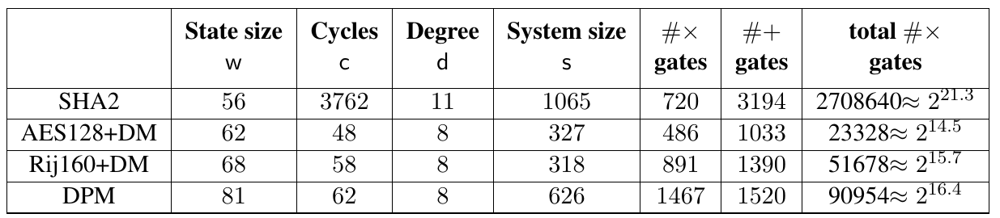 State size Cycles Degree System size #× #+ total #×
w c d s gates gates gates
SHA2 56 3762 11 1065 720 3194 2708640≈ 2^21.3
AES128+DM 62 48 8 327 486 1033 23328≈ 2^14.5
Rij160+DM 68 58 8 318 891 1390 51678≈ 2^15.7
DPM 81 62 8 626 1467 1520 90954≈ 2^16.4